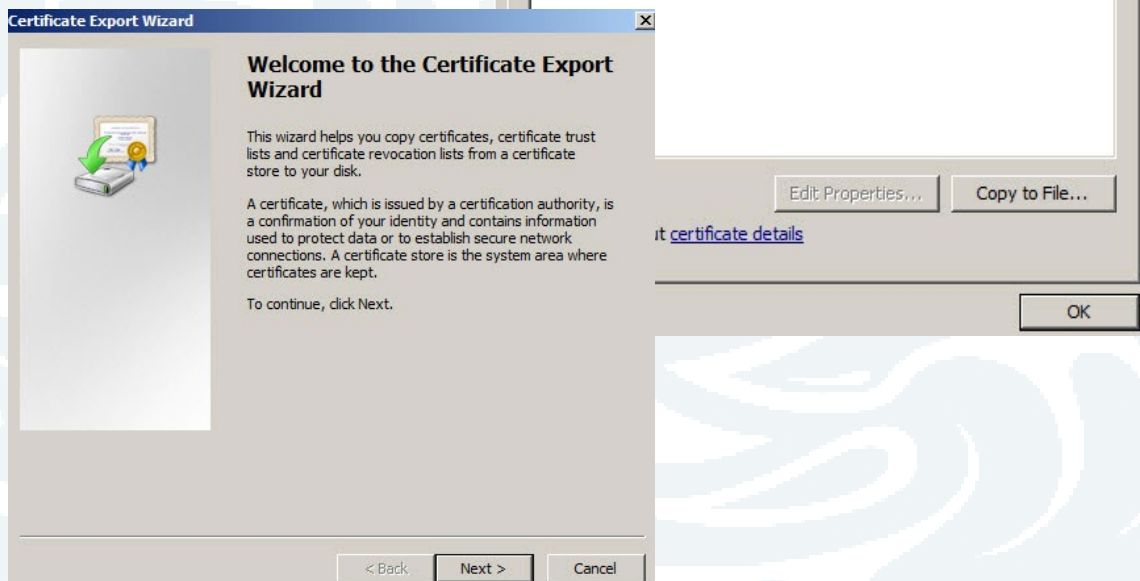 Certificate Export Wizard
Welcome to the Certificate Export
Wizard
This wizard helps you copy certificates, certificate trust
lists and certificate revocation lists from a certificate
store to your disk.
A certificate, which is issued by a certification authority, is
a confirmation of your identity and contains information
used to protect data or to establish secure network
connections. A certificate store is the system area where
certificates are kept.
To continue, click Next.
< Back
Next >
Cancel
Edit Properties...
Copy to File...
certificate details
OK